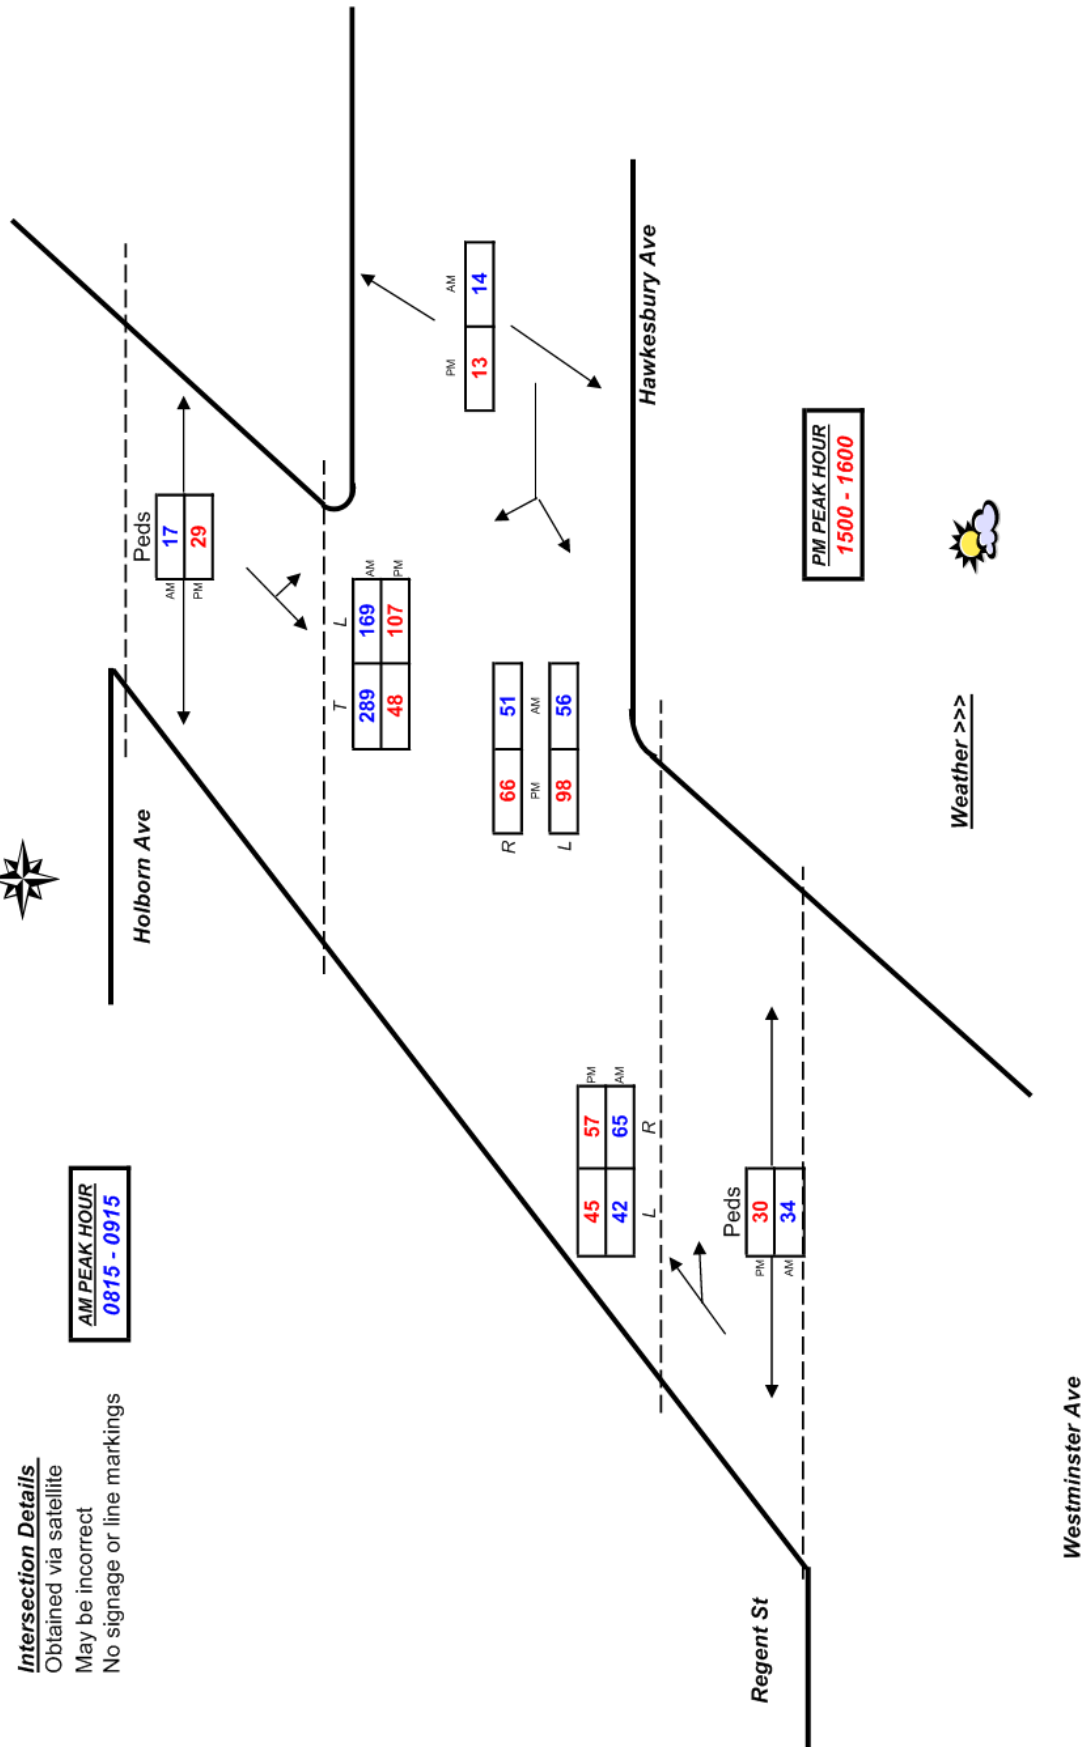 Intersection Details
Obtained via satellite
May be incorrect
No signage or line markings
AM PEAK HOUR
0815 - 0915
Holborn Ave
Peds
AM 17
PM 29
T L
289 169 AM
48 107 PM
PM AM
13 14
R 66 51
PM AM
L 98 56
Hawkesbury Ave
45 57 PM
42 65 AM
L R
Peds
PM 30
AM 34
Regent St
PM PEAK HOUR
1500 - 1600
Weather >>>
Westminster Ave